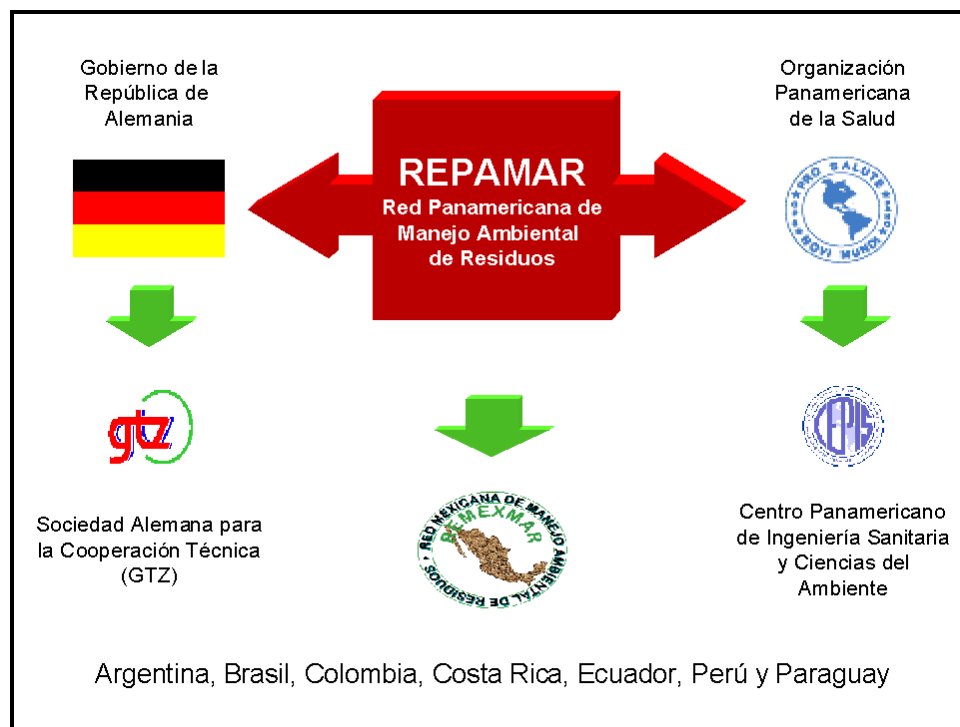 Gobierno de la
República de
Alemania
REPAMAR
Red Panamericana de
Manejo Ambiental
de Residuos
Organización
Panamericana
de la Salud
PRO SALUTE
NOVI MUNDI
gtz
CEPIS
RED MEXICANA DE MANEJO AMBIENTAL DE RESIDUOS
REMEXMAR
Sociedad Alemana para
la Cooperación Técnica
(GTZ)
Centro Panamericano
de Ingeniería Sanitaria
y Ciencias del
Ambiente
Argentina, Brasil, Colombia, Costa Rica, Ecuador, Perú y Paraguay